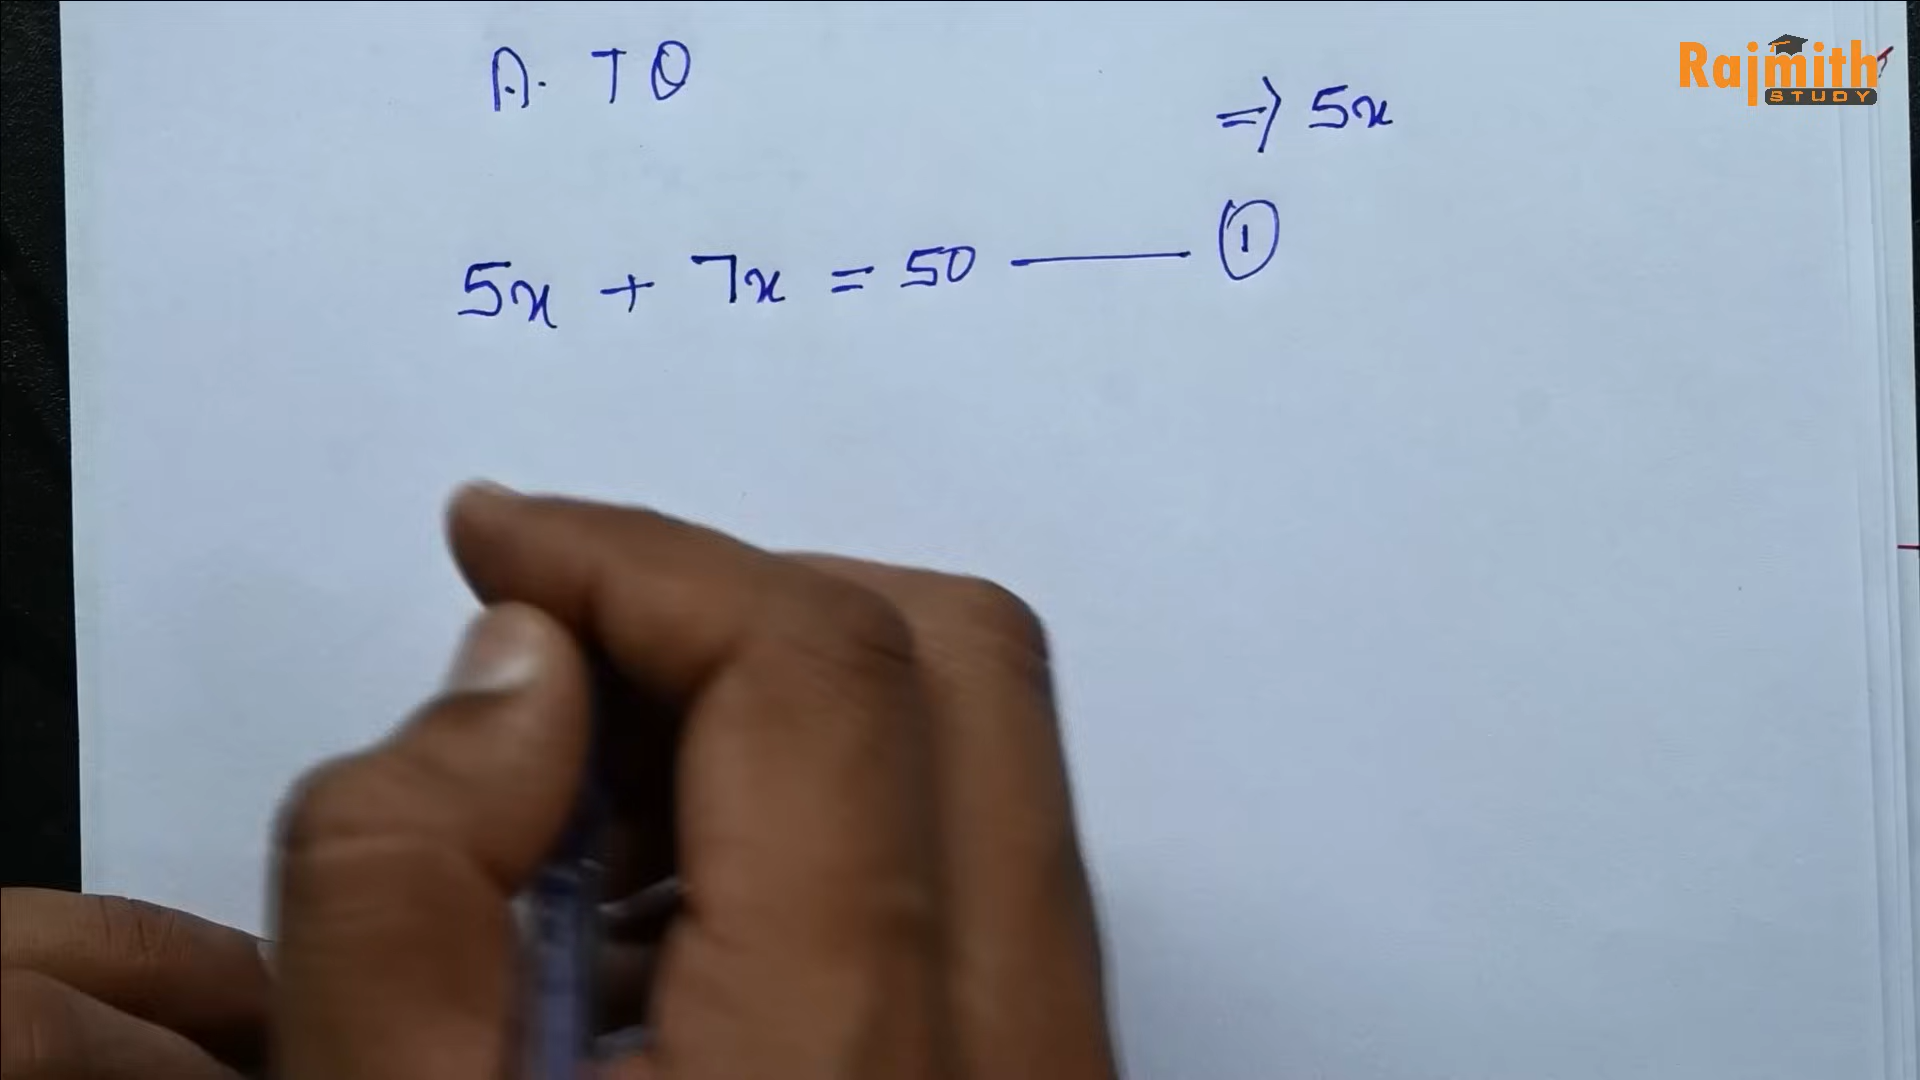 A. T Q
⇒ 5x
5x + 7x = 50 —— ①
Rajmith
STUDY